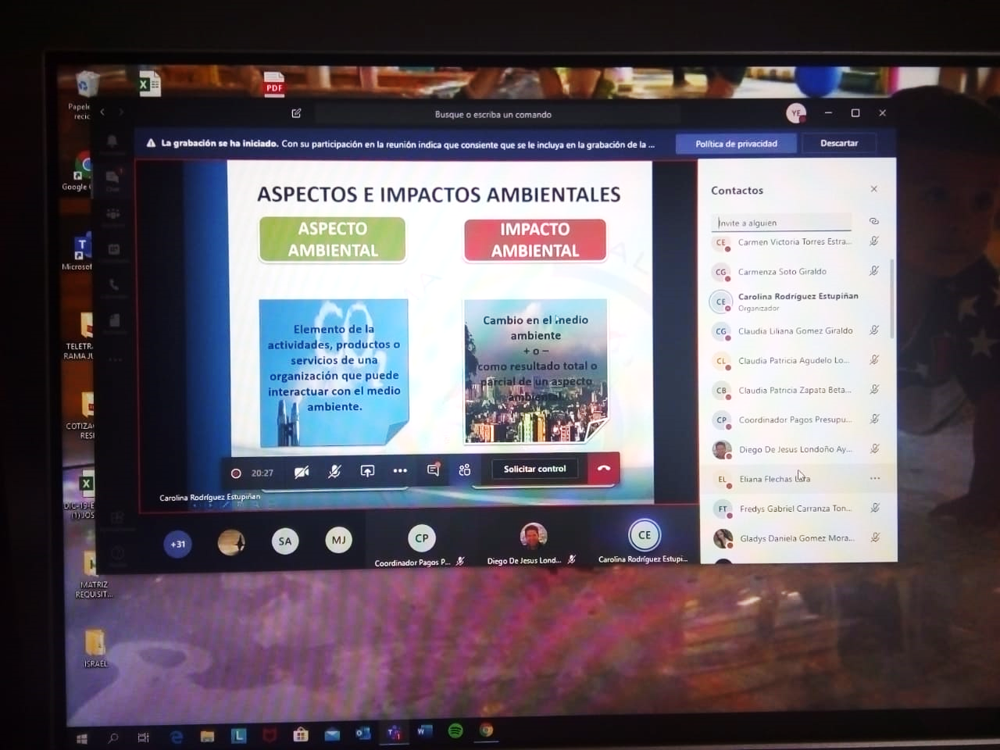 PDF
Papele
recic
Google
Microsof
TELETR
RAMA JU
COTIZA
RESI
(1)JOS
MATRIZ
REQUISIT...
ISRAEL
Busque o escriba un comando
YF
La grabación se ha iniciado. Con su participación en la reunión indica que consiente que se le incluya en la grabación de la ...
Política de privacidad
Descartar
ASPECTOS E IMPACTOS AMBIENTALES
ASPECTO
AMBIENTAL
IMPACTO
AMBIENTAL
Elemento de la
actividades, productos o
servicios de una
organización que puede
interactuar con el medio
ambiente.
Cambio en el medio
ambiente
+ o –
como resultado total o
parcial de un aspecto
ambiental
20:27
Solicitar control
Carolina Rodríguez Estupiñan
+31
SA
MJ
CP
Coordinador Pagos P...
Diego De Jesus Lond...
CE
Carolina Rodríguez Estupi...
Contactos
Invite a alguien
CE Carmen Victoria Torres Estra...
CG Carmenza Soto Giraldo
CE Carolina Rodríguez Estupiñan
Organizador
CG Claudia Liliana Gomez Giraldo
CL Claudia Patricia Agudelo Lo...
CB Claudia Patricia Zapata Beta...
CP Coordinador Pagos Presupu...
Diego De Jesus Londoño Ay...
EL Eliana Flechas Lara
FT Fredys Gabriel Carranza Ton...
Gladys Daniela Gomez Mora...